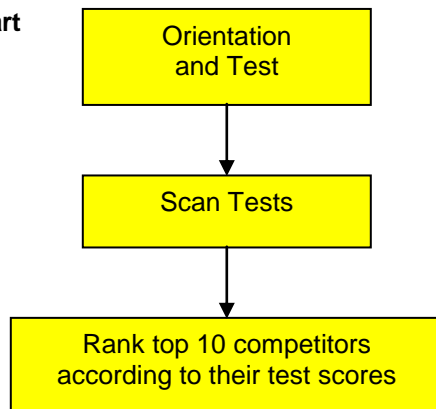 art
Orientation
and Test
Scan Tests
Rank top 10 competitors
according to their test scores